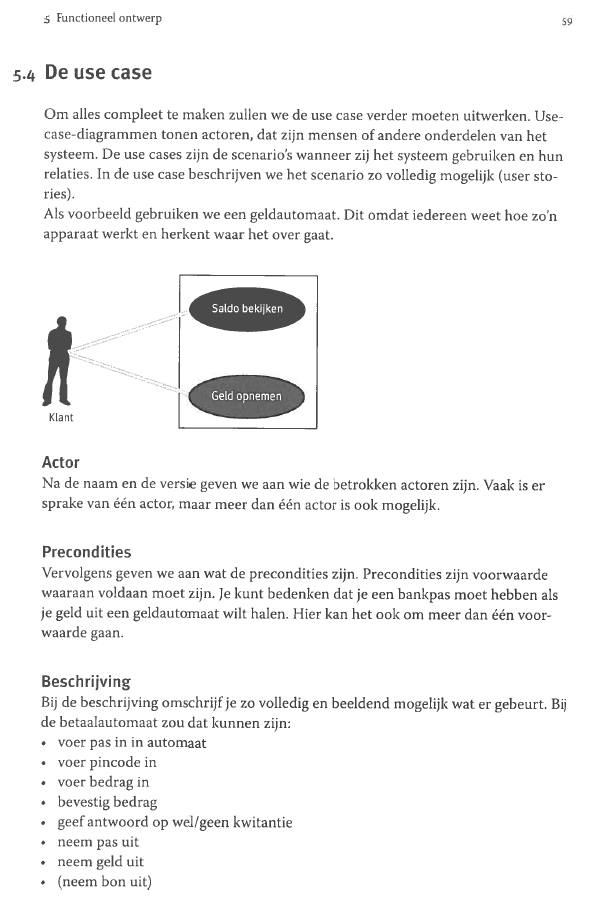 5 Functioneel ontwerp 59
5.4 De use case
Om alles compleet te maken zullen we de use case verder moeten uitwerken. Use-
case-diagrammen tonen actoren, dat zijn mensen of andere onderdelen van het
systeem. De use cases zijn de scenario's wanneer zij het systeem gebruiken en hun
relaties. In de use case beschrijven we het scenario zo volledig mogelijk (user sto-
ries).
Als voorbeeld gebruiken we een geldautomaat. Dit omdat iedereen weet hoe zo'n
apparaat werkt en herkent waar het over gaat.
Saldo bekijken
Geld opnemen
Klant
Actor
Na de naam en de versie geven we aan wie de betrokken actoren zijn. Vaak is er
sprake van één actor, maar meer dan één actor is ook mogelijk.
Precondities
Vervolgens geven we aan wat de precondities zijn. Precondities zijn voorwaarde
waaraan voldaan moet zijn. Je kunt bedenken dat je een bankpas moet hebben als
je geld uit een geldautomaat wilt halen. Hier kan het ook om meer dan één voor-
waarde gaan.
Beschrijving
Bij de beschrijving omschrijf je zo volledig en beeldend mogelijk wat er gebeurt. Bij
de betaalautomaat zou dat kunnen zijn:
• voer pas in in automaat
• voer pincode in
• voer bedrag in
• bevestig bedrag
• geef antwoord op wel/geen kwitantie
• neem pas uit
• neem geld uit
• (neem bon uit)